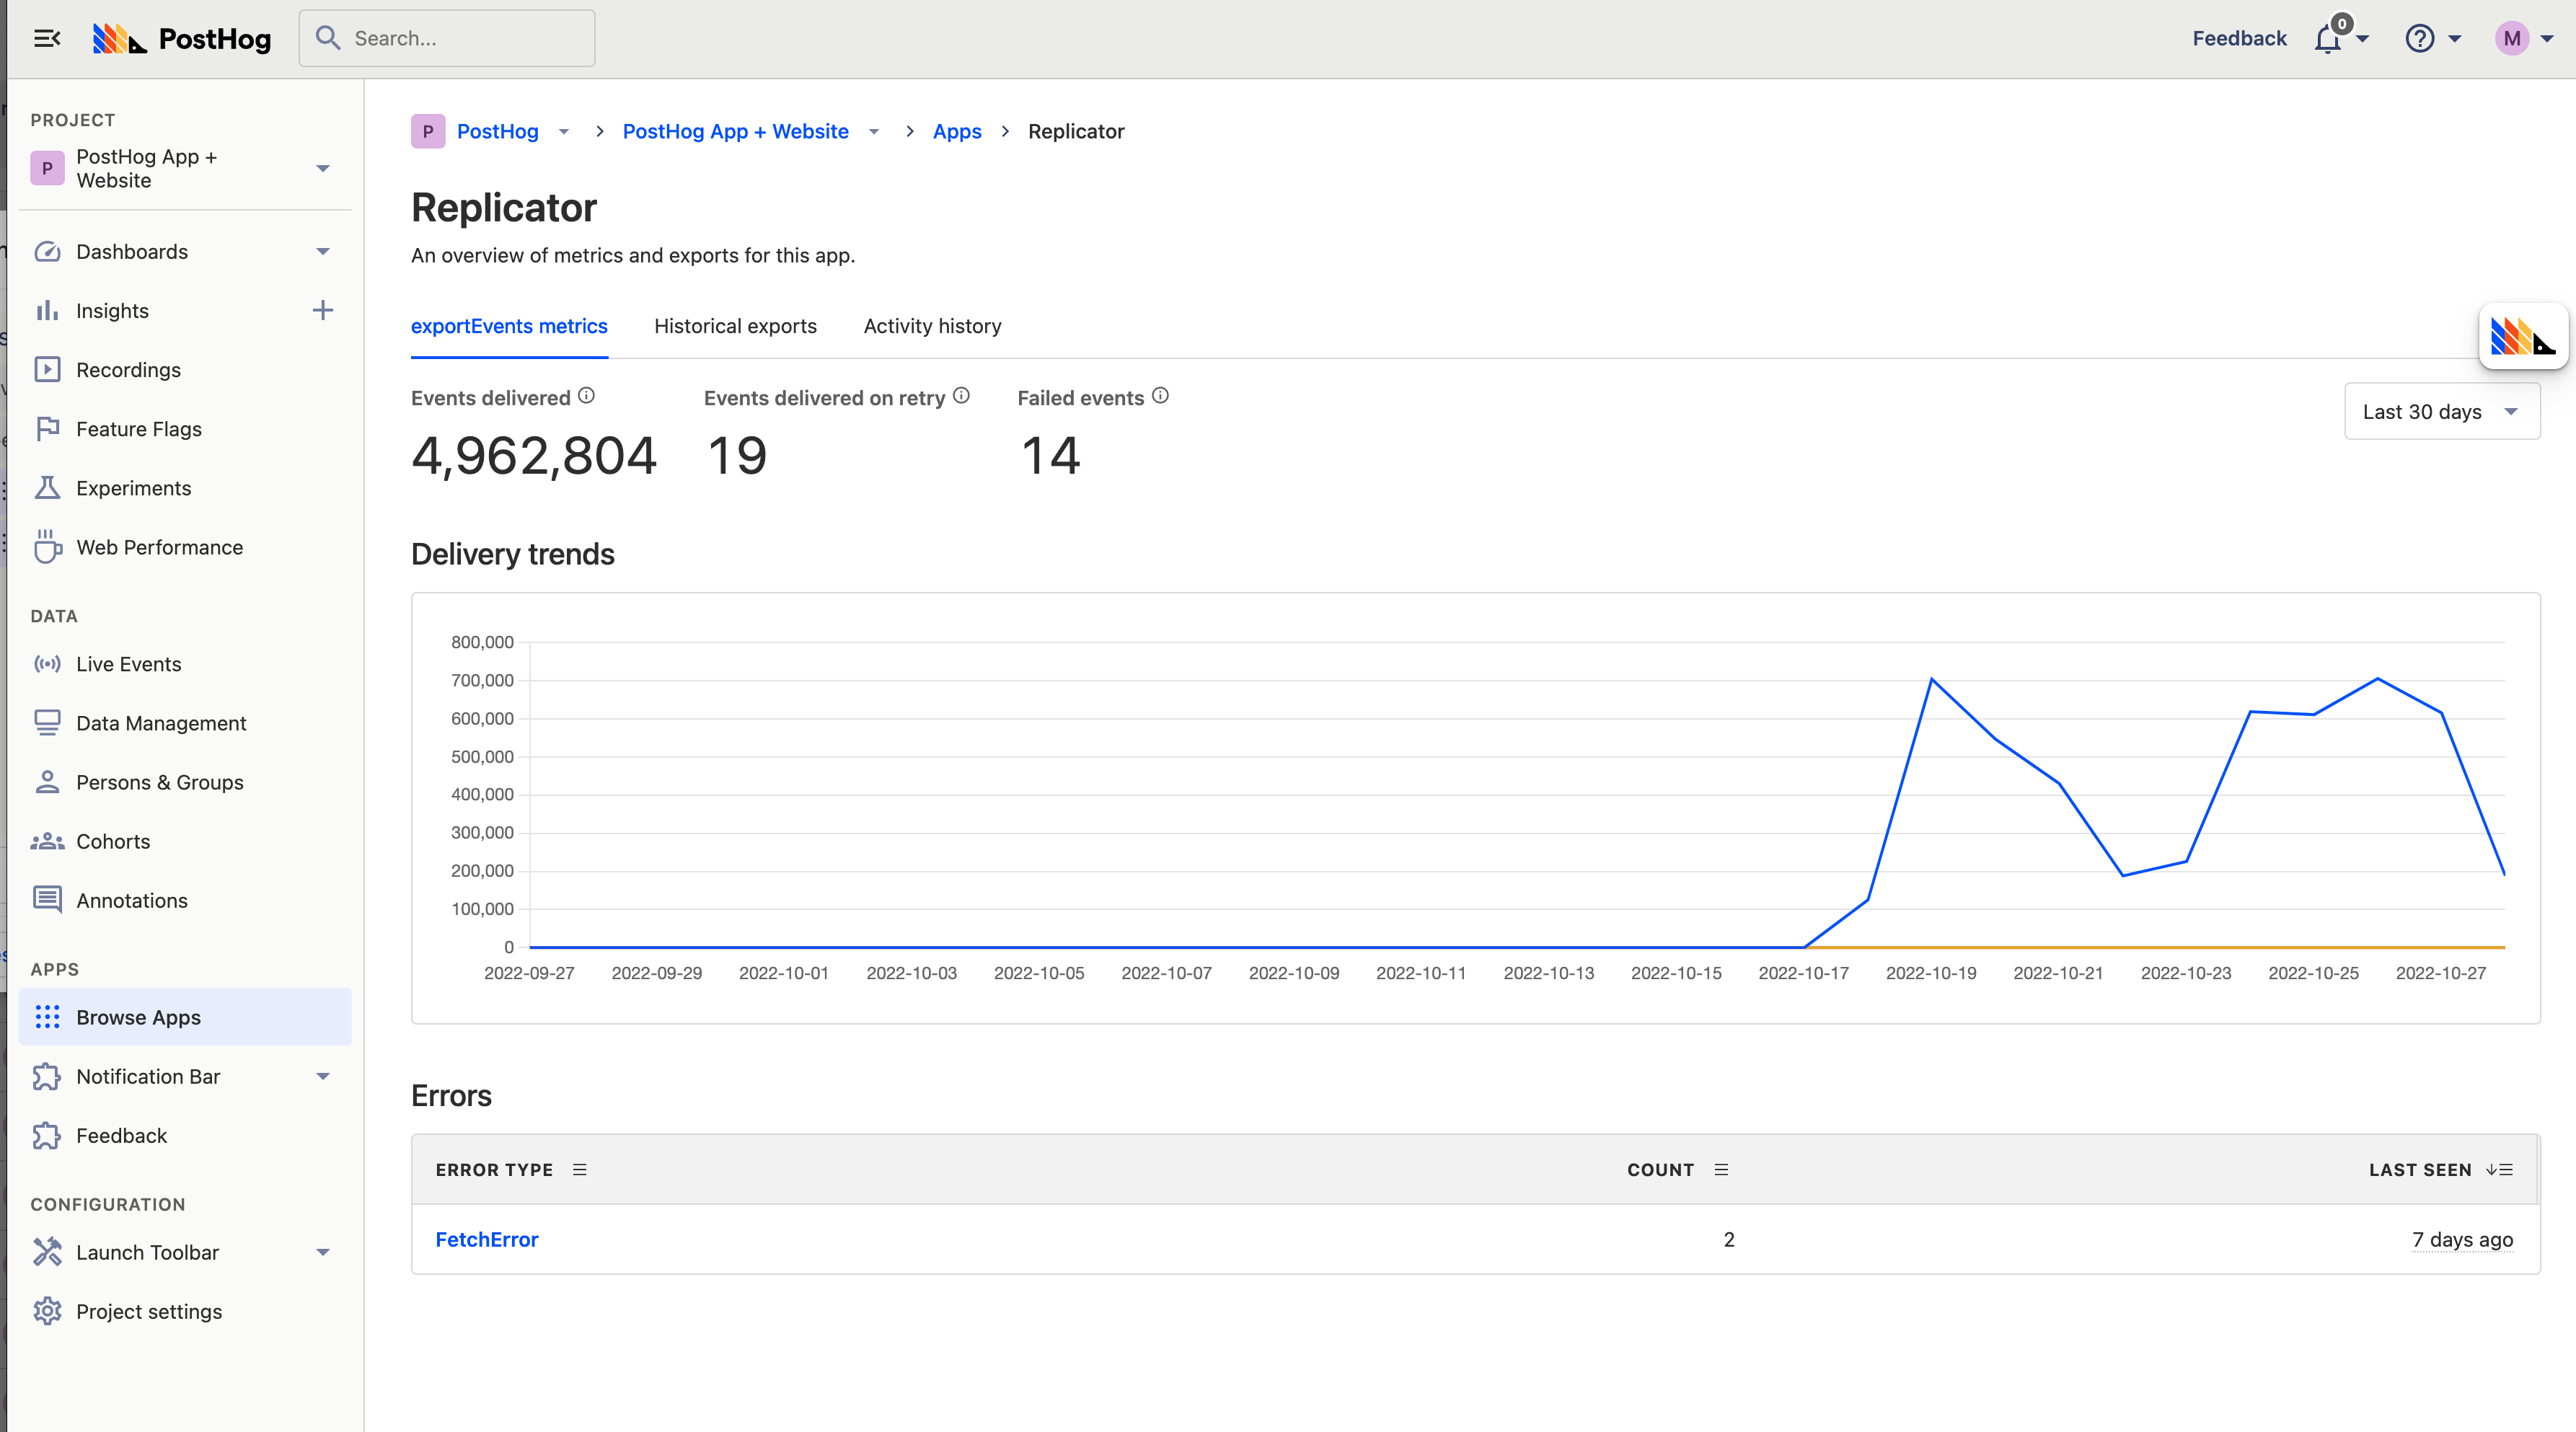 PostHog
Search...
Feedback
0
M
PROJECT
P
PostHog App +
Website
Dashboards
Insights
Recordings
Feature Flags
Experiments
Web Performance
DATA
Live Events
Data Management
Persons & Groups
Cohorts
Annotations
APPS
Browse Apps
Notification Bar
Feedback
CONFIGURATION
Launch Toolbar
Project settings
P PostHog > PostHog App + Website > Apps > Replicator
Replicator
An overview of metrics and exports for this app.
exportEvents metrics Historical exports Activity history
Events delivered Events delivered on retry Failed events
4,962,804 19 14
Last 30 days
Delivery trends
800,000
700,000
600,000
500,000
400,000
300,000
200,000
100,000
0
2022-09-27 2022-09-29 2022-10-01 2022-10-03 2022-10-05 2022-10-07 2022-10-09 2022-10-11 2022-10-13 2022-10-15 2022-10-17 2022-10-19 2022-10-21 2022-10-23 2022-10-25 2022-10-27
Errors
ERROR TYPE COUNT LAST SEEN
FetchError 2 7 days ago